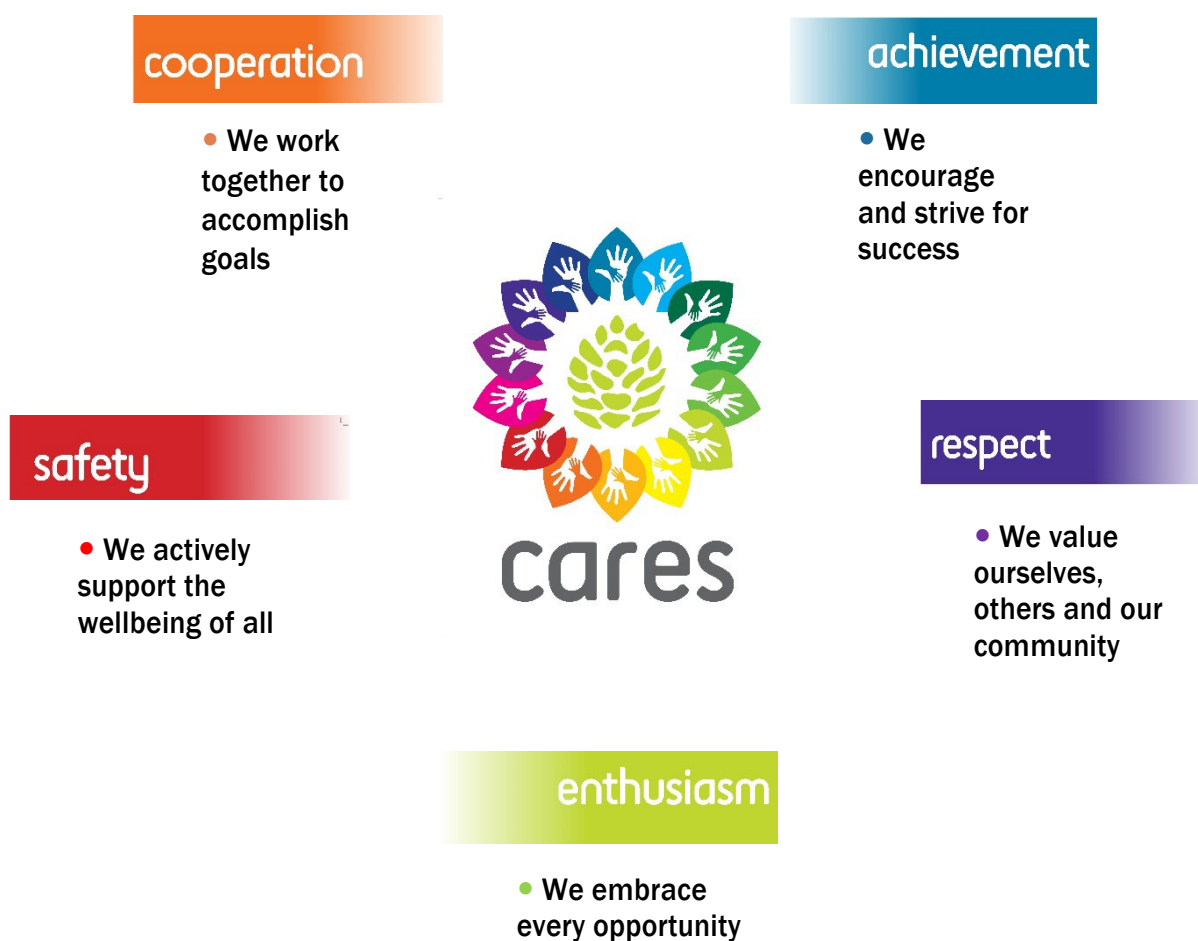 cooperation
• We work
together to
accomplish
goals
achievement
• We
encourage
and strive for
success
safety
• We actively
support the
wellbeing of all
cares
respect
• We value
ourselves,
others and our
community
enthusiasm
• We embrace
every opportunity